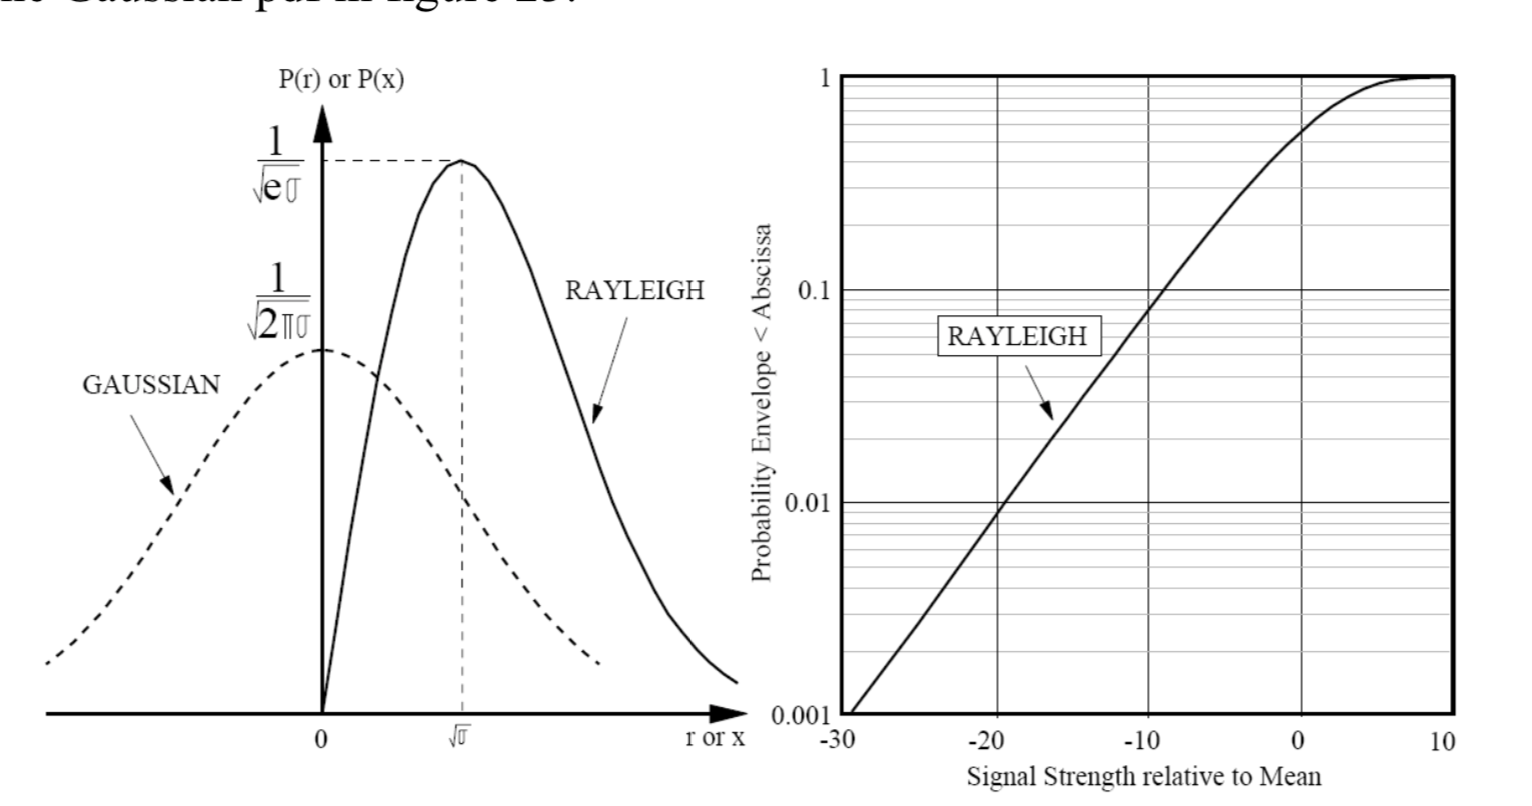 P(r) or P(x)
1
√eσ
1
√2πσ
GAUSSIAN
RAYLEIGH
0
√σ
r or x
Probability Envelope < Abscissa
1
0.1
0.01
0.001
RAYLEIGH
-30
-20
-10
0
10
Signal Strength relative to Mean